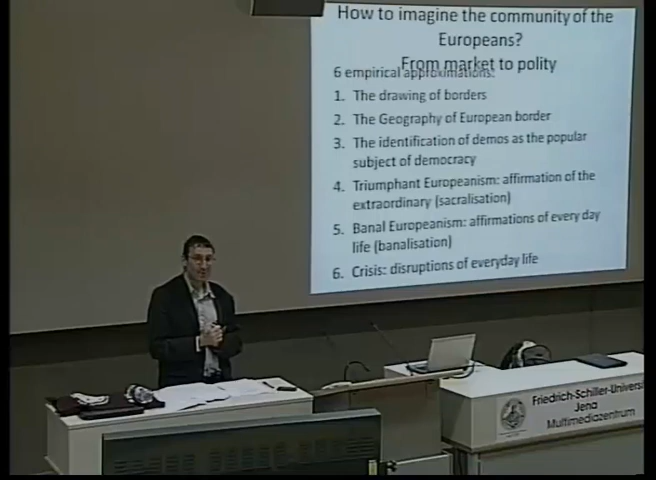 How to imagine the community of the
Europeans?
From market to polity
6 empirical approximations:
1. The drawing of borders
2. The Geography of European border
3. The identification of demos as the popular
subject of democracy
4. Triumphant Europeanism: affirmation of the
extraordinary (sacralisation)
5. Banal Europeanism: affirmations of every day
life (banalisation)
6. Crisis: disruptions of everyday life
Friedrich-Schiller-Univers
Jena
Multimediazentrum